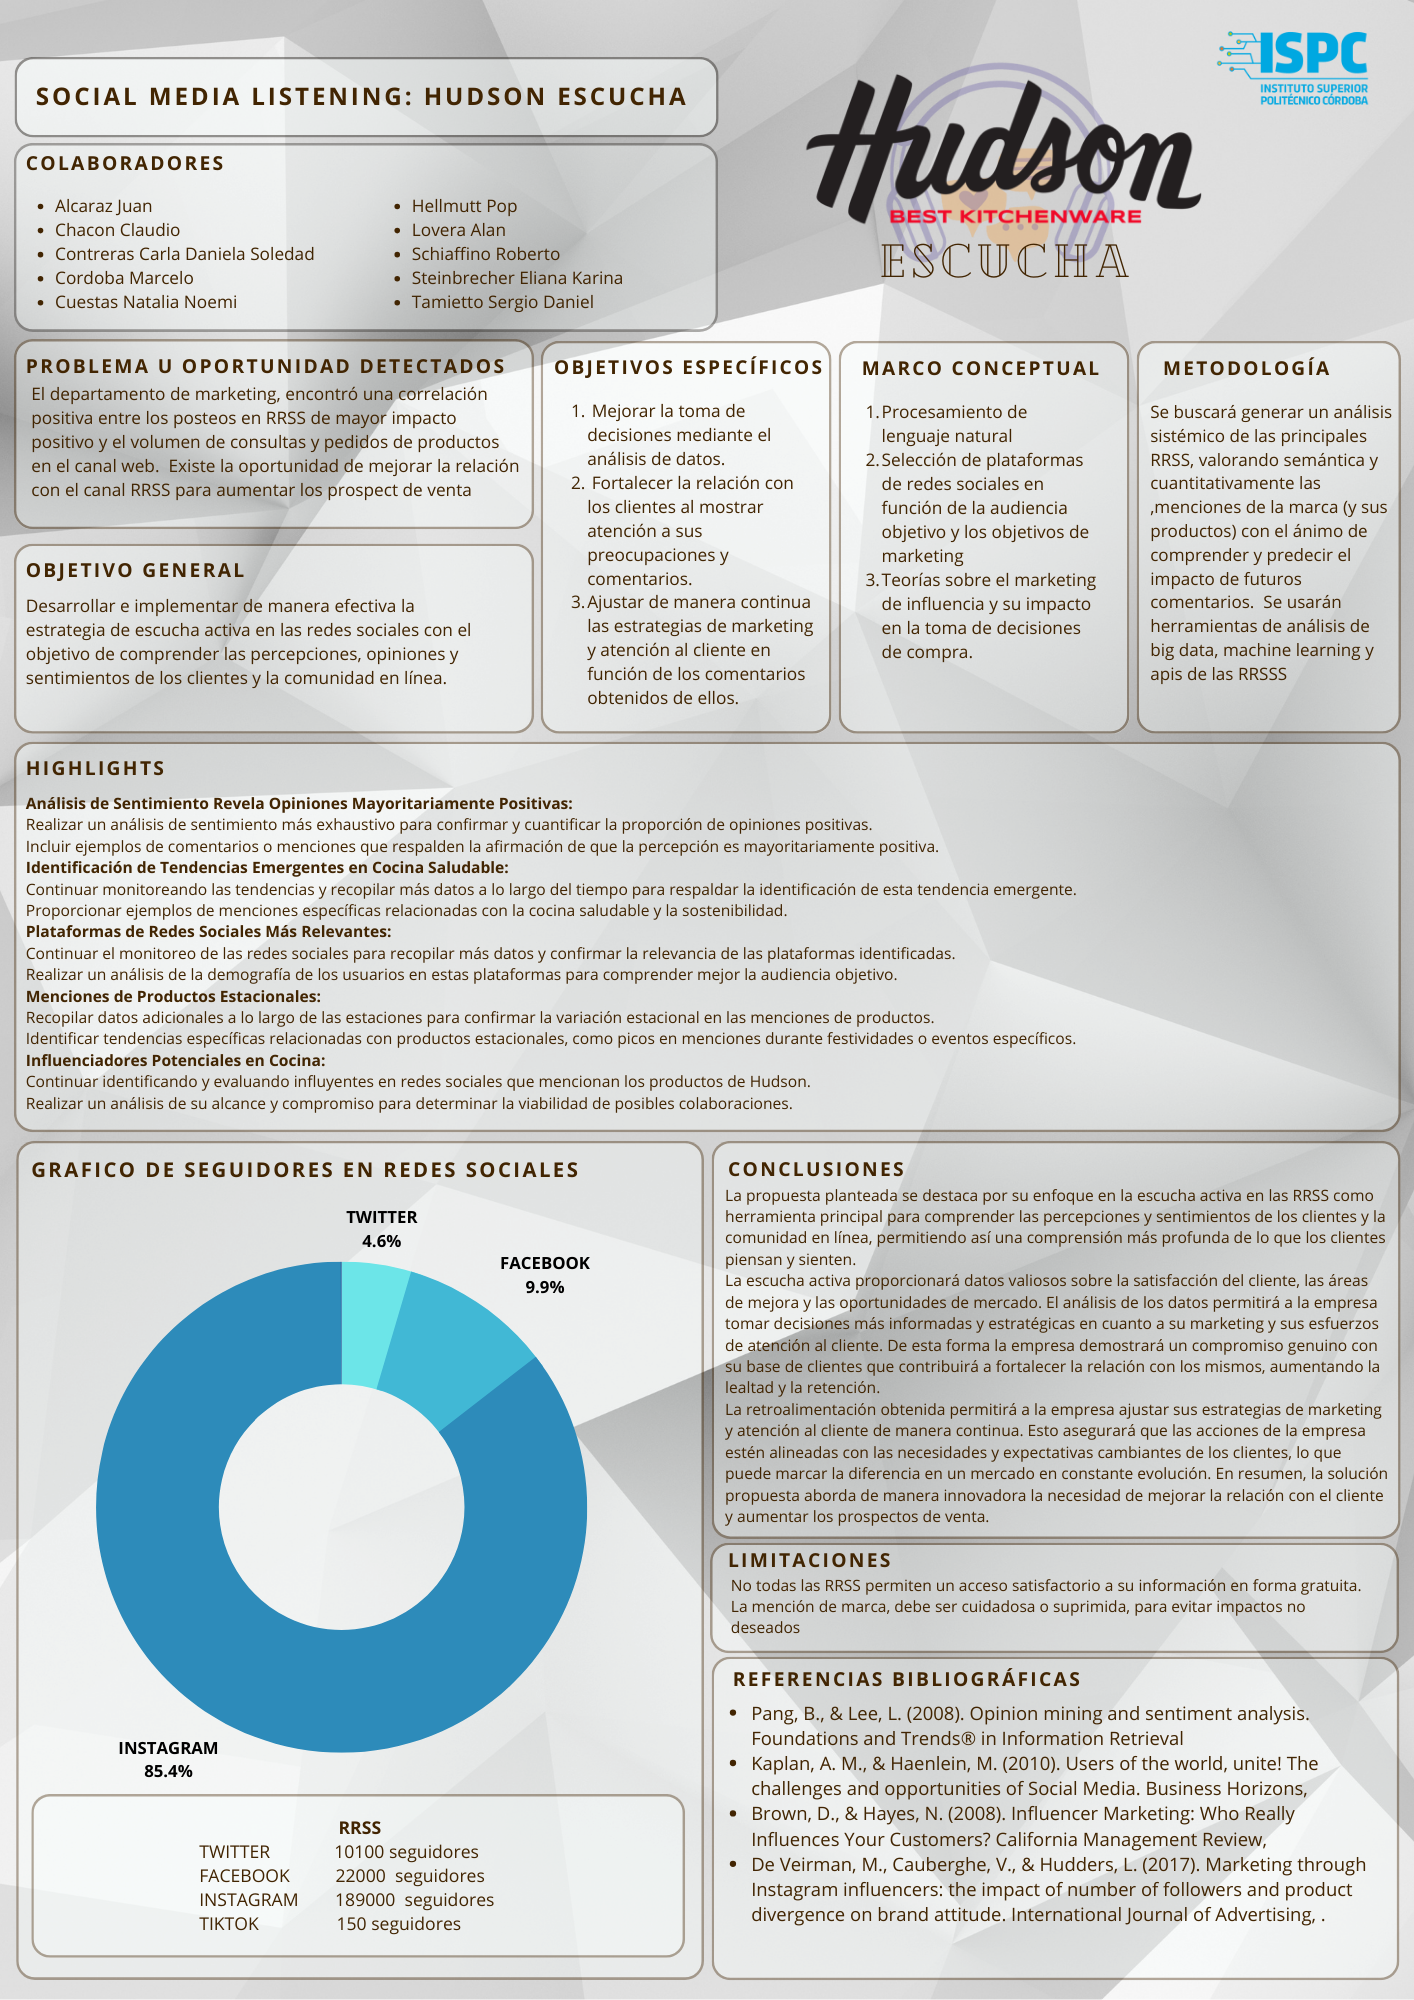 ISPC
INSTITUTO SUPERIOR
POLITÉCNICO CÓRDOBA
SOCIAL MEDIA LISTENING: HUDSON ESCUCHA
Hudson
BEST KITCHENWARE
ESCUCHA
COLABORADORES
• Alcaraz Juan
• Chacon Claudio
• Contreras Carla Daniela Soledad
• Cordoba Marcelo
• Cuestas Natalia Noemi
• Hellmutt Pop
• Lovera Alan
• Schiaffino Roberto
• Steinbrecher Eliana Karina
• Tamietto Sergio Daniel
PROBLEMA U OPORTUNIDAD DETECTADOS
El departamento de marketing, encontró una correlación
positiva entre los posteos en RRSS de mayor impacto
positivo y el volumen de consultas y pedidos de productos
en el canal web.  Existe la oportunidad de mejorar la relación
con el canal RRSS para aumentar los prospect de venta
OBJETIVO GENERAL
Desarrollar e implementar de manera efectiva la
estrategia de escucha activa en las redes sociales con el
objetivo de comprender las percepciones, opiniones y
sentimientos de los clientes y la comunidad en línea.
OBJETIVOS ESPECÍFICOS
1. Mejorar la toma de
decisiones mediante el
análisis de datos.
2. Fortalecer la relación con
los clientes al mostrar
atención a sus
preocupaciones y
comentarios.
3. Ajustar de manera continua
las estrategias de marketing
y atención al cliente en
función de los comentarios
obtenidos de ellos.
MARCO CONCEPTUAL
1. Procesamiento de
lenguaje natural
2. Selección de plataformas
de redes sociales en
función de la audiencia
objetivo y los objetivos de
marketing
3. Teorías sobre el marketing
de influencia y su impacto
en la toma de decisiones
de compra.
METODOLOGÍA
Se buscará generar un análisis
sistémico de las principales
RRSS, valorando semántica y
cuantitativamente las
,menciones de la marca (y sus
productos) con el ánimo de
comprender y predecir el
impacto de futuros
comentarios.  Se usarán
herramientas de análisis de
big data, machine learning y
apis de las RRSSS
HIGHLIGHTS
Análisis de Sentimiento Revela Opiniones Mayoritariamente Positivas:
Realizar un análisis de sentimiento más exhaustivo para confirmar y cuantificar la proporción de opiniones positivas.
Incluir ejemplos de comentarios o menciones que respalden la afirmación de que la percepción es mayoritariamente positiva.
Identificación de Tendencias Emergentes en Cocina Saludable:
Continuar monitoreando las tendencias y recopilar más datos a lo largo del tiempo para respaldar la identificación de esta tendencia emergente.
Proporcionar ejemplos de menciones específicas relacionadas con la cocina saludable y la sostenibilidad.
Plataformas de Redes Sociales Más Relevantes:
Continuar el monitoreo de las redes sociales para recopilar más datos y confirmar la relevancia de las plataformas identificadas.
Realizar un análisis de la demografía de los usuarios en estas plataformas para comprender mejor la audiencia objetivo.
Menciones de Productos Estacionales:
Recopilar datos adicionales a lo largo de las estaciones para confirmar la variación estacional en las menciones de productos.
Identificar tendencias específicas relacionadas con productos estacionales, como picos en menciones durante festividades o eventos específicos.
Influenciadores Potenciales en Cocina:
Continuar identificando y evaluando influyentes en redes sociales que mencionan los productos de Hudson.
Realizar un análisis de su alcance y compromiso para determinar la viabilidad de posibles colaboraciones.
GRAFICO DE SEGUIDORES EN REDES SOCIALES
TWITTER
4.6%
FACEBOOK
9.9%
INSTAGRAM
85.4%
RRSS
TWITTER 10100 seguidores
FACEBOOK 22000  seguidores
INSTAGRAM 189000  seguidores
TIKTOK 150 seguidores
CONCLUSIONES
La propuesta planteada se destaca por su enfoque en la escucha activa en las RRSS como
herramienta principal para comprender las percepciones y sentimientos de los clientes y la
comunidad en línea, permitiendo así una comprensión más profunda de lo que los clientes
piensan y sienten.
La escucha activa proporcionará datos valiosos sobre la satisfacción del cliente, las áreas
de mejora y las oportunidades de mercado. El análisis de los datos permitirá a la empresa
tomar decisiones más informadas y estratégicas en cuanto a su marketing y sus esfuerzos
de atención al cliente. De esta forma la empresa demostrará un compromiso genuino con
su base de clientes que contribuirá a fortalecer la relación con los mismos, aumentando la
lealtad y la retención.
La retroalimentación obtenida permitirá a la empresa ajustar sus estrategias de marketing
y atención al cliente de manera continua. Esto asegurará que las acciones de la empresa
estén alineadas con las necesidades y expectativas cambiantes de los clientes, lo que
puede marcar la diferencia en un mercado en constante evolución. En resumen, la solución
propuesta aborda de manera innovadora la necesidad de mejorar la relación con el cliente
y aumentar los prospectos de venta.
LIMITACIONES
No todas las RRSS permiten un acceso satisfactorio a su información en forma gratuita.
La mención de marca, debe ser cuidadosa o suprimida, para evitar impactos no
deseados
REFERENCIAS BIBLIOGRÁFICAS
• Pang, B., & Lee, L. (2008). Opinion mining and sentiment analysis.
Foundations and Trends® in Information Retrieval
• Kaplan, A. M., & Haenlein, M. (2010). Users of the world, unite! The
challenges and opportunities of Social Media. Business Horizons,
• Brown, D., & Hayes, N. (2008). Influencer Marketing: Who Really
Influences Your Customers? California Management Review,
• De Veirman, M., Cauberghe, V., & Hudders, L. (2017). Marketing through
Instagram influencers: the impact of number of followers and product
divergence on brand attitude. International Journal of Advertising, .